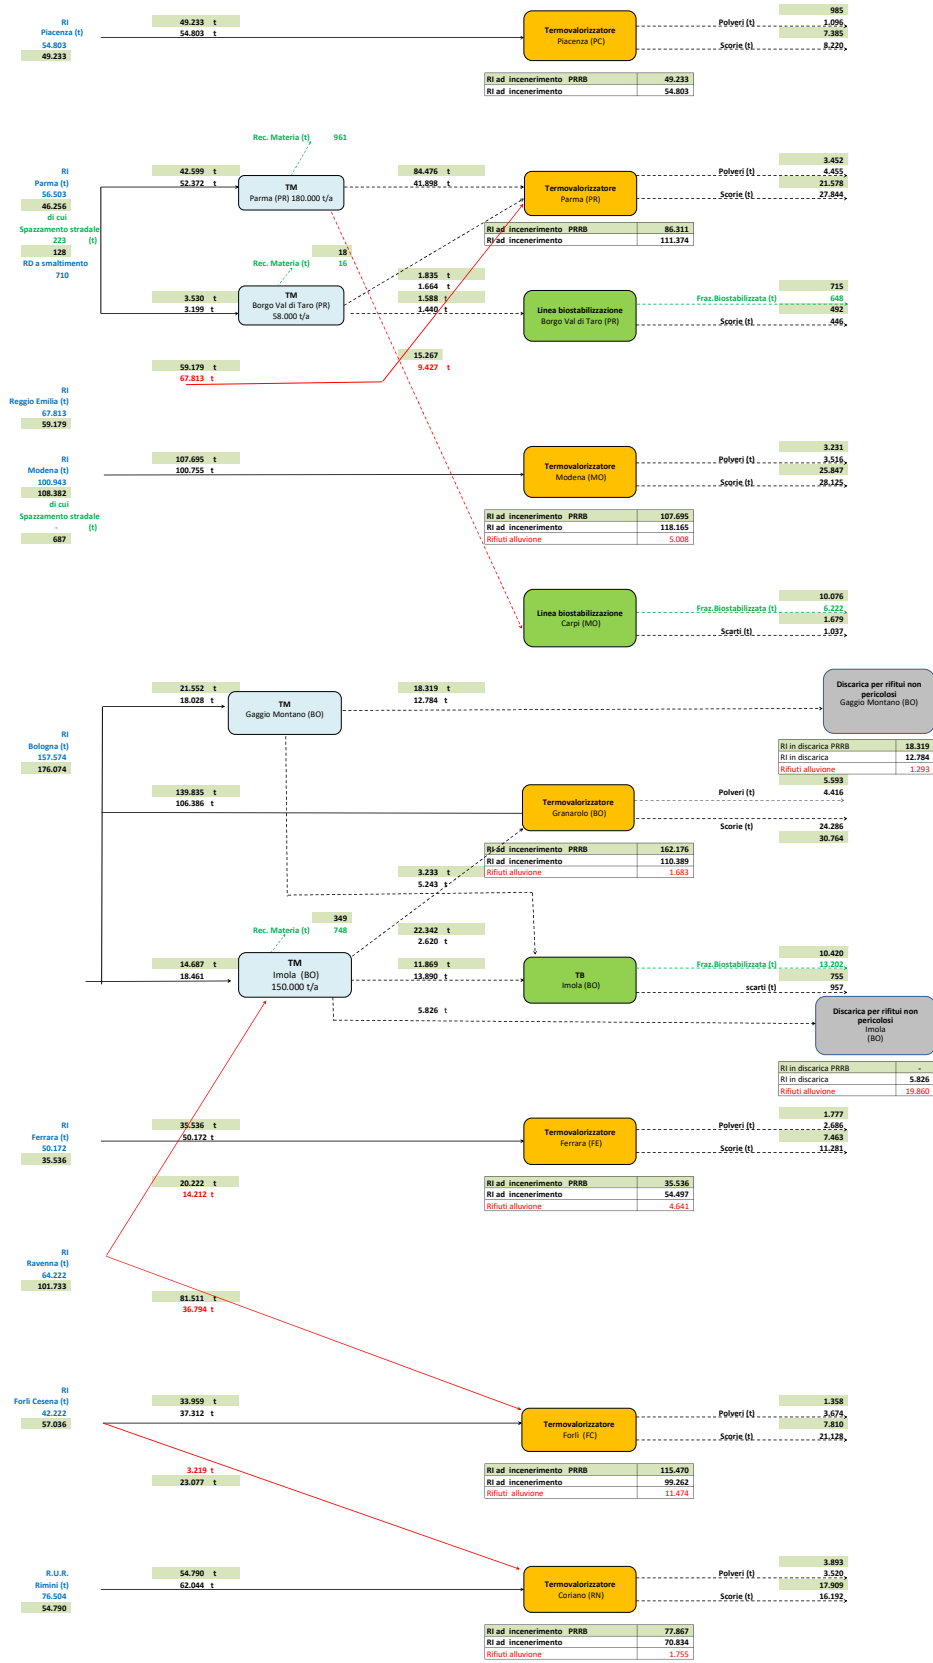 RI
Piacenza (t)
54.803
49.233
49.233 t
54.803 t
Termovalorizzatore
Piacenza (PC)
985
Polveri (t) 1.096
7.385
Scorie (t) 8.220
RI ad incenerimento PRRB 49.233
RI ad incenerimento 54.803
Rec. Materia (t) 961
RI
Parma (t)
56.503
46.256
di cui
Spazzamento stradale
223 (t)
128
RD a smaltimento
710
42.599 t
52.372 t
TM
Parma (PR) 180.000 t/a
84.476 t
41.898 t
Termovalorizzatore
Parma (PR)
3.452
Polveri (t) 4.455
21.578
Scorie (t) 27.844
RI ad incenerimento PRRB 86.311
RI ad incenerimento 111.374
18
Rec. Materia (t) 16
3.530 t
3.199 t
TM
Borgo Val di Taro (PR)
58.000 t/a
1.835 t
1.664 t
1.588 t
1.440 t
Linea biostabilizzazione
Borgo Val di Taro (PR)
715
Fraz.Biostabilizzata (t) 648
492
Scorie (t) 446
15.267
9.427 t
59.179 t
67.813 t
RI
Reggio Emilia (t)
67.813
59.179
RI
Modena (t)
100.943
108.382
di cui
Spazzamento stradale
- (t)
687
107.695 t
100.755 t
Termovalorizzatore
Modena (MO)
3.231
Polveri (t) 3.516
25.847
Scorie (t) 28.125
RI ad incenerimento PRRB 107.695
RI ad incenerimento 118.165
Rifiuti alluvione 5.008
Linea biostabilizzazione
Carpi (MO)
10.076
Fraz.Biostabilizzata (t) 6.222
1.679
Scarti (t) 1.037
RI
Bologna (t)
157.574
176.074
21.552 t
18.028 t
TM
Gaggio Montano (BO)
18.319 t
12.784 t
Discarica per rifitui non
pericolosi
Gaggio Montano (BO)
RI in discarica PRRB 18.319
RI in discarica 12.784
Rifiuti alluvione 1.293
139.835 t
106.386 t
Termovalorizzatore
Granarolo (BO)
5.593
Polveri (t) 4.416
Scorie (t) 24.286
30.764
RI ad incenerimento PRRB 162.176
RI ad incenerimento 110.389
Rifiuti alluvione 1.683
3.233 t
5.243 t
349
Rec. Materia (t) 748
22.342 t
2.620 t
14.687 t
18.461 t
TM
Imola (BO)
150.000 t/a
11.869 t
13.890 t
TB
Imola (BO)
10.420
Fraz.Biostabilizzata (t) 13.202
755
scarti (t) 957
5.826 t
Discarica per rifitui non
pericolosi
Imola
(BO)
RI in discarica PRRB -
RI in discarica 5.826
Rifiuti alluvione 19.860
RI
Ferrara (t)
50.172
35.536
35.536 t
50.172 t
Termovalorizzatore
Ferrara (FE)
1.777
Polveri (t) 2.686
7.463
Scorie (t) 11.281
RI ad incenerimento PRRB 35.536
RI ad incenerimento 54.497
Rifiuti alluvione 4.641
20.222 t
14.212 t
RI
Ravenna (t)
64.222
101.733
81.511 t
36.794 t
RI
Forlì Cesena (t)
42.222
57.036
33.959 t
37.312 t
Termovalorizzatore
Forlì (FC)
1.358
Polveri (t) 3.674
7.810
Scorie (t) 21.128
3.219 t
23.077 t
RI ad incenerimento PRRB 115.470
RI ad incenerimento 99.262
Rifiuti alluvione 11.474
R.U.R.
Rimini (t)
76.504
54.790
54.790 t
62.044 t
Termovalorizzatore
Coriano (RN)
3.893
Polveri (t) 3.520
17.909
Scorie (t) 16.192
RI ad incenerimento PRRB 77.867
RI ad incenerimento 70.834
Rifiuti alluvione 1.755